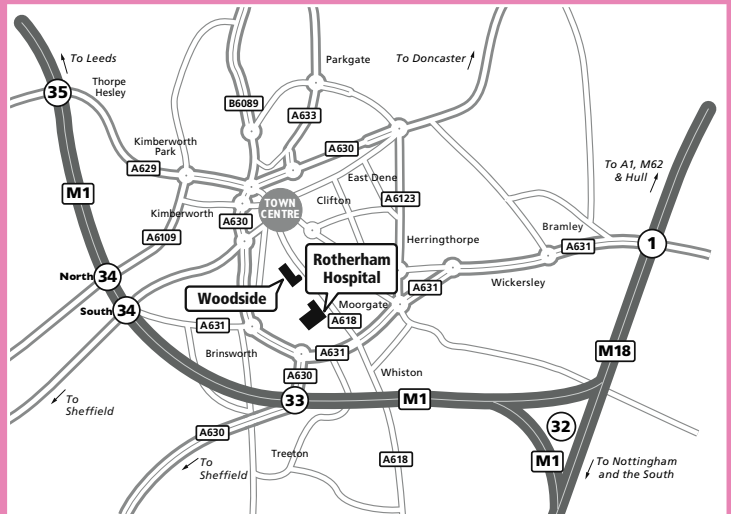 To Leeds
Parkgate
To Doncaster
Thorpe
Hesley
35
B6089
A633
Kimberworth
Park
A630
A629
To A1, M62
& Hull
East Dene
M1
TOWN
CENTRE
Clifton
A6123
Kimberworth
A630
Bramley
A6109
Herringthorpe
A631
1
Rotherham
Hospital
North
34
Wickersley
A631
Woodside
Moorgate
South
34
A618
A631
Brinsworth
A631
M18
Whiston
A630
To
Sheffield
33
M1
32
A630
Treeton
To
Sheffield
A618
M1
To Nottingham
and the South